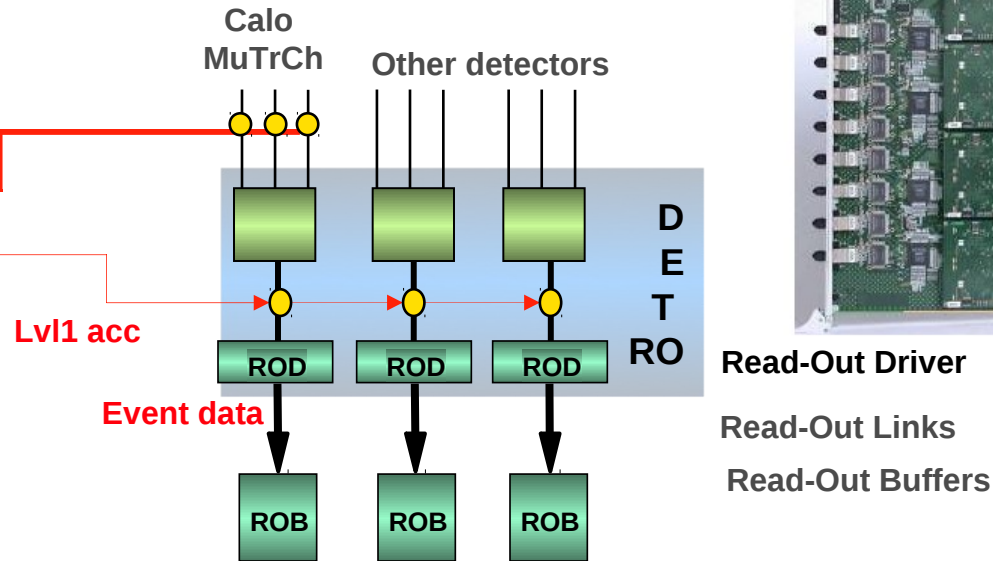 Calo
MuTrCh
Other detectors
D
E
T
RO
Lvl1 acc
ROD
ROD
ROD
Read-Out Driver
Event data
Read-Out Links
Read-Out Buffers
ROB
ROB
ROB